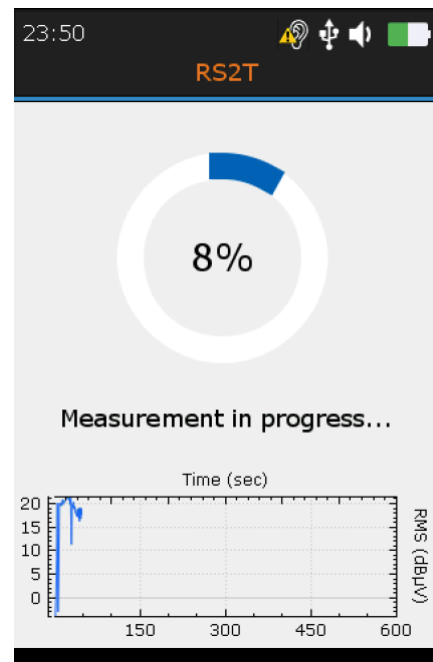 23:50
RS2T
8%
Measurement in progress...
Time (sec)
20
15
10
5
0
RMS (dBµV)
150 300 450 600